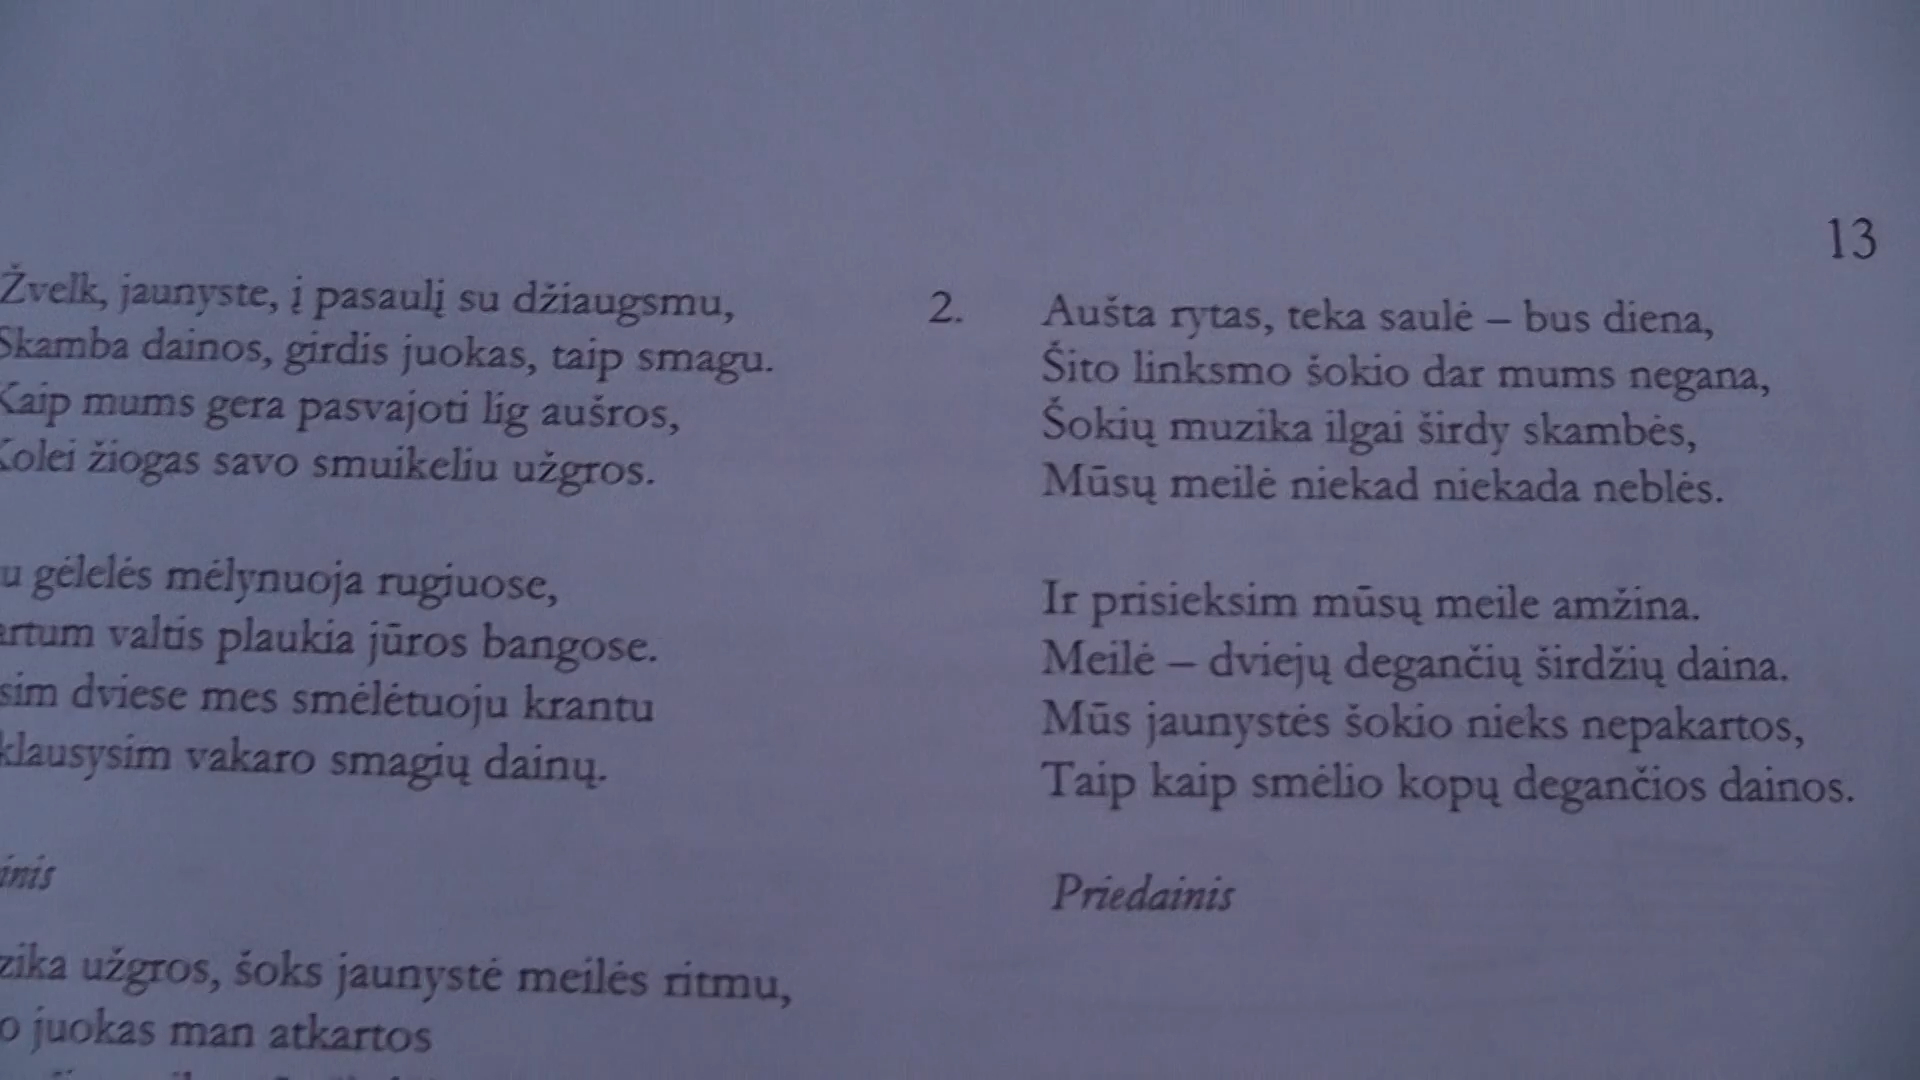 13
Žvelk, jaunyste, į pasaulį su džiaugsmu,
Skamba dainos, girdis juokas, taip smagu.
Kaip mums gera pasvajoti lig aušros,
Kolei žiogas savo smuikeliu užgros.
gėlelės mėlynuoja rugiuose,
valtis plaukia jūros bangose.
dviese mes smėlėtuoju krantu
klausysim vakaro smagių dainų.
užgros, šoks jaunystė meilės ritmu,
juokas man atkartos
2. Aušta rytas, teka saulė – bus diena,
Šito linksmo šokio dar mums negana,
Šokių muzika ilgai širdy skambės,
Mūsų meilė niekad niekada neblės.
Ir prisieksim mūsų meile amžina.
Meilė – dviejų degančių širdžių daina.
Mūs jaunystės šokio nieks nepakartos,
Taip kaip smėlio kopų degančios dainos.
Priedainis